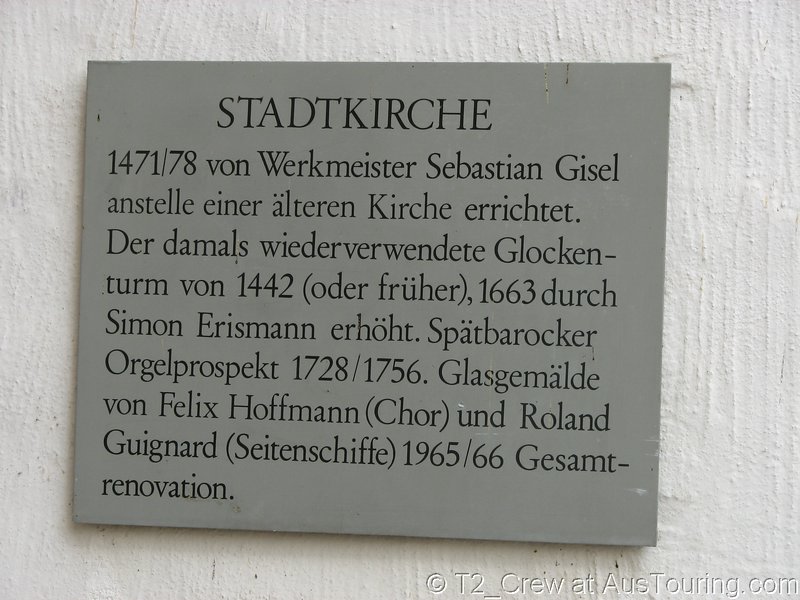 STADTKIRCHE
1471/78 von Werkmeister Sebastian Gisel
anstelle einer älteren Kirche errichtet.
Der damals wiederverwendete Glocken-
turm von 1442 (oder früher), 1663 durch
Simon Erismann erhöht. Spätbarocker
Orgelprospekt 1728/1756. Glasgemälde
von Felix Hoffmann (Chor) und Roland
Guignard (Seitenschiffe) 1965/66 Gesamt-
renovation.
© T2_Crew at AusTouring.com